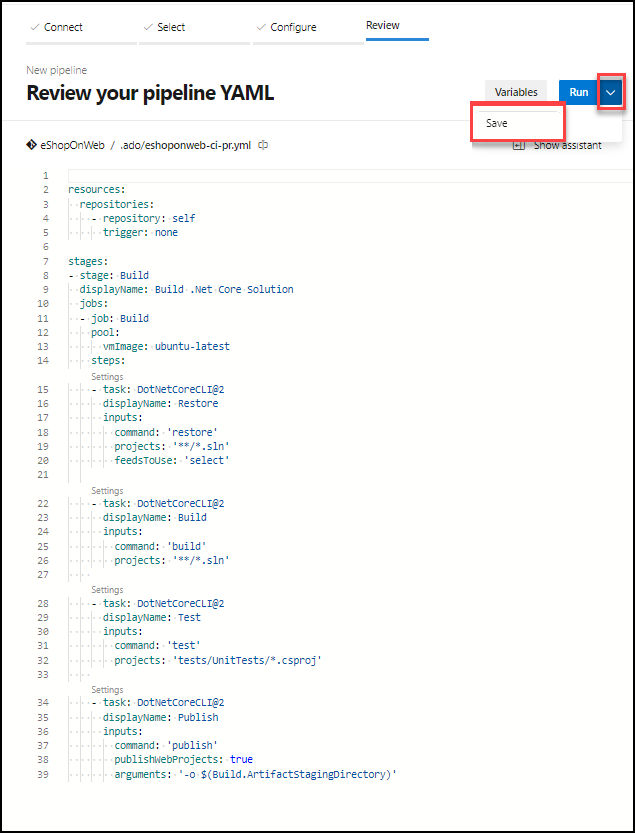 Connect Select Configure Review
New pipeline
Review your pipeline YAML
Variables Run
Save
eShopOnWeb / .ado/eshoponweb-ci-pr.yml
Show assistant
1
2 resources:
3   repositories:
4     - repository: self
5       trigger: none
6
7 stages:
8 - stage: Build
9   displayName: Build .Net Core Solution
10   jobs:
11   - job: Build
12     pool:
13       vmImage: ubuntu-latest
14     steps:
Settings
15     - task: DotNetCoreCLI@2
16       displayName: Restore
17       inputs:
18         command: 'restore'
19         projects: '**/*.sln'
20         feedsToUse: 'select'
21
Settings
22     - task: DotNetCoreCLI@2
23       displayName: Build
24       inputs:
25         command: 'build'
26         projects: '**/*.sln'
27
Settings
28     - task: DotNetCoreCLI@2
29       displayName: Test
30       inputs:
31         command: 'test'
32         projects: 'tests/UnitTests/*.csproj'
33
Settings
34     - task: DotNetCoreCLI@2
35       displayName: Publish
36       inputs:
37         command: 'publish'
38         publishWebProjects: true
39         arguments: '-o $(Build.ArtifactStagingDirectory)'